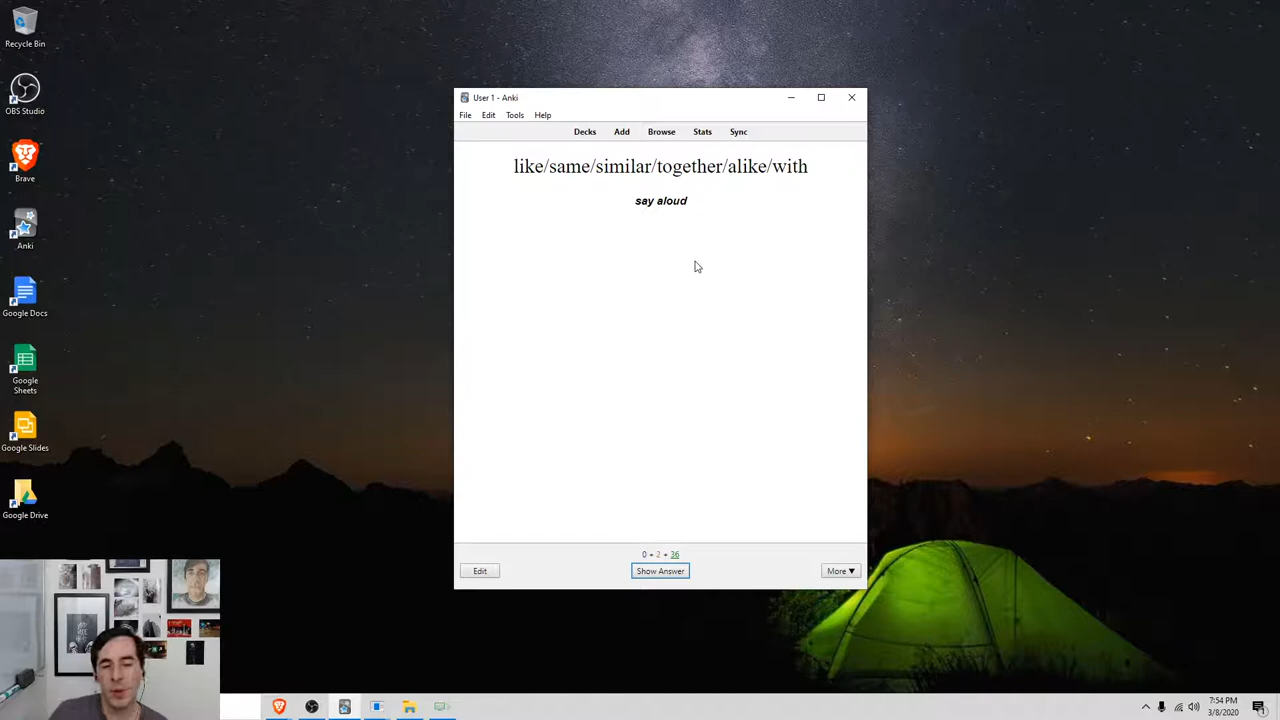 Recycle Bin
OBS Studio
Brave
Anki
Google Docs
Google
Sheets
Google Slides
Google Drive
User 1 - Anki
File Edit Tools Help
Decks Add Browse Stats Sync
like/same/similar/together/alike/with
say aloud
0 + 2 + 36
Edit Show Answer More ▼
7:54 PM
3/8/2020